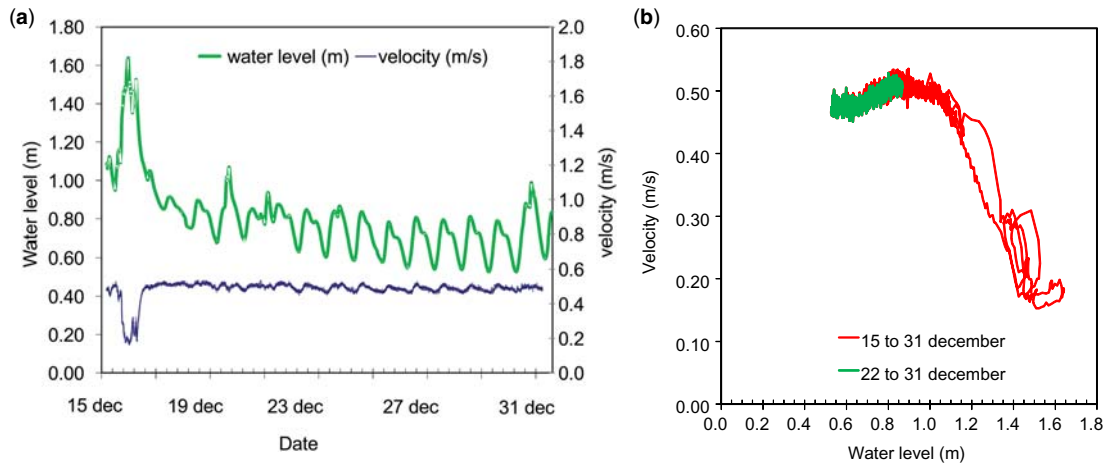 (a)
water level (m) velocity (m/s)
Water level (m)
1.80
1.60
1.40
1.20
1.00
0.80
0.60
0.40
0.20
0.00
2.0
1.8
1.6
1.4
1.2
1.0
0.8
0.6
0.4
0.2
0.0
velocity (m/s)
15 dec 19 dec 23 dec 27 dec 31 dec
Date
(b)
Velocity (m/s)
0.60
0.50
0.40
0.30
0.20
0.10
0.00
15 to 31 december
22 to 31 december
0.0 0.2 0.4 0.6 0.8 1.0 1.2 1.4 1.6 1.8
Water level (m)